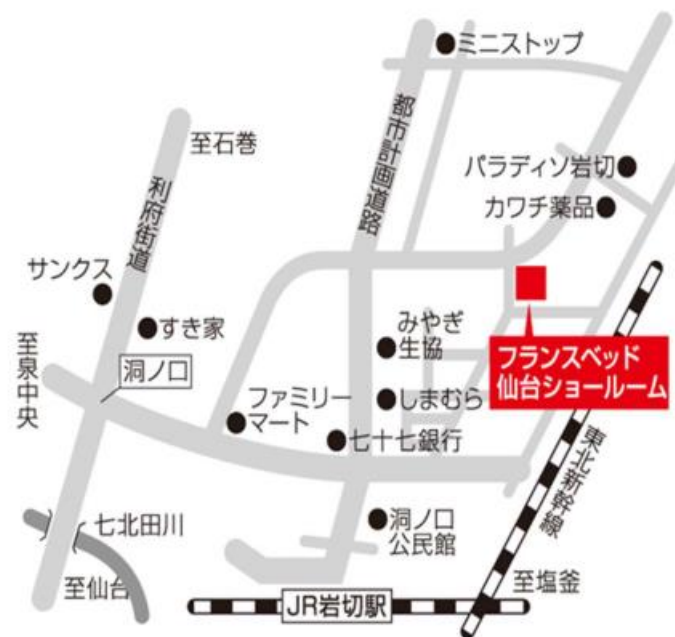 ミニストップ
都市計画道路
至石巻
利府街道
パラディソ岩切
カワチ薬品
サンクス
すき家
至泉中央
洞ノ口
みやぎ
生協
フランスベッド
仙台ショールーム
ファミリー
マート
しまむら
七十七銀行
東北新幹線
七北田川
洞ノ口
公民館
至仙台
至塩釜
JR岩切駅